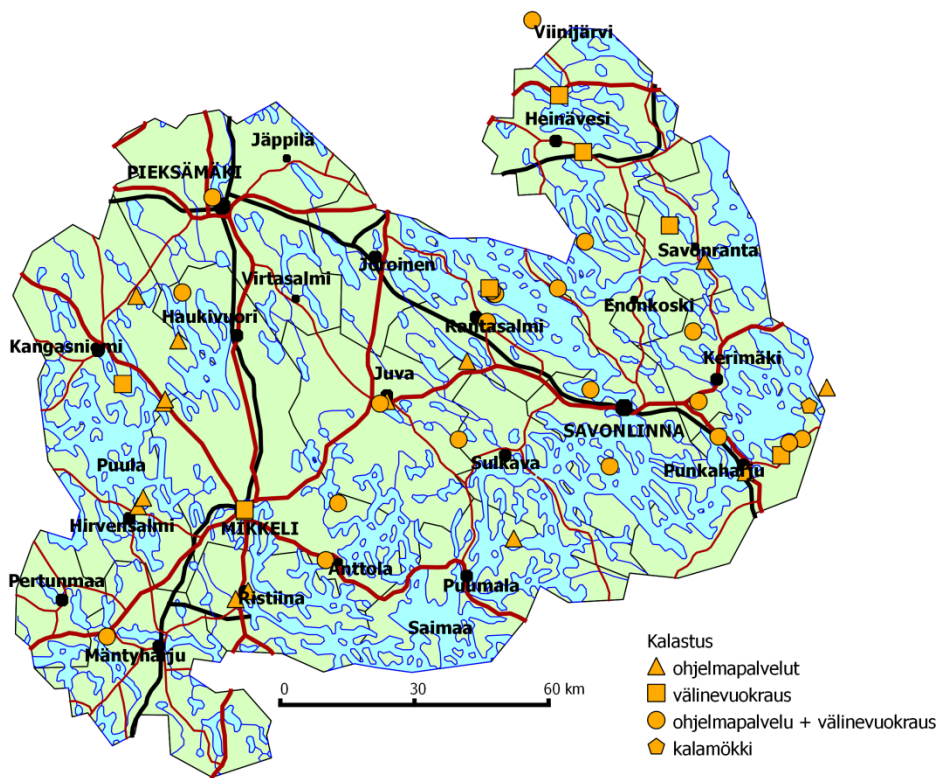 Viinijärvi
Heinävesi
Jäppilä
PIEKSÄMÄKI
Savonranta
Joroinen
Virtasalmi
Enonkoski
Haukivuori
Rantasalmi
Kangasniemi
Kerimäki
Juva
SAVONLINNA
Puula
Sulkava
Punkaharju
Hirvensalmi
MIKKELI
Anttola
Pertunmaa
Puumala
Ristiina
Saimaa
Mäntyharju
Kalastus
ohjelmapalvelut
välinevuokraus
ohjelmapalvelu + välinevuokraus
kalamökki
0 30 60 km